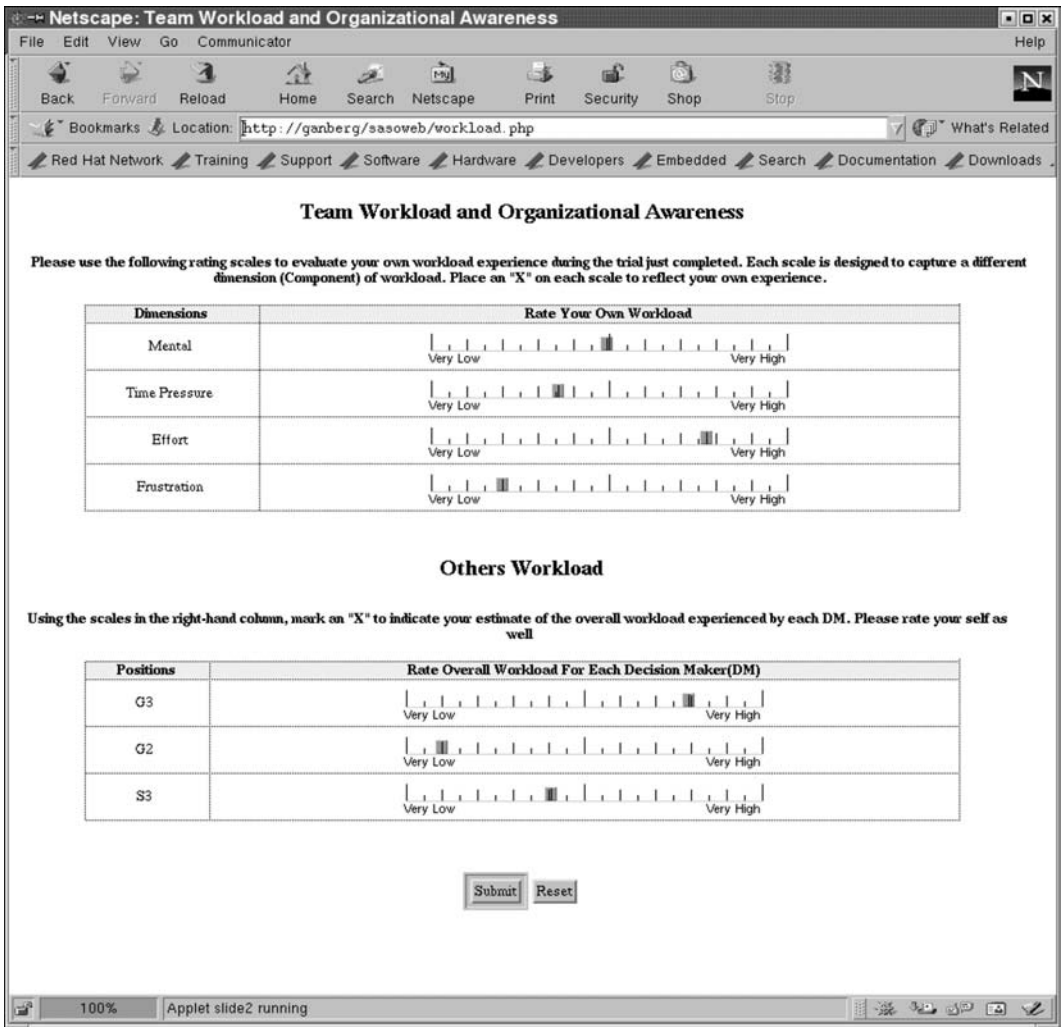 Netscape: Team Workload and Organizational Awareness
File Edit View Go Communicator Help
Back Forward Reload Home Search Netscape Print Security Shop Stop
My
N
Bookmarks Location: http://ganberg/sasoweb/workload.php What's Related
Red Hat Network Training Support Software Hardware Developers Embedded Search Documentation Downloads
Team Workload and Organizational Awareness
Please use the following rating scales to evaluate your own workload experience during the trial just completed. Each scale is designed to capture a different
dimension (Component) of workload. Place an "X" on each scale to reflect your own experience.
Dimensions Rate Your Own Workload
Mental
Very Low Very High
Time Pressure
Very Low Very High
Effort
Very Low Very High
Frustration
Very Low Very High
Others Workload
Using the scales in the right-hand column, mark an "X" to indicate your estimate of the overall workload experienced by each DM. Please rate your self as
well
Positions Rate Overall Workload For Each Decision Maker(DM)
G3
Very Low Very High
G2
Very Low Very High
S3
Very Low Very High
Submit Reset
100% Applet slide2 running